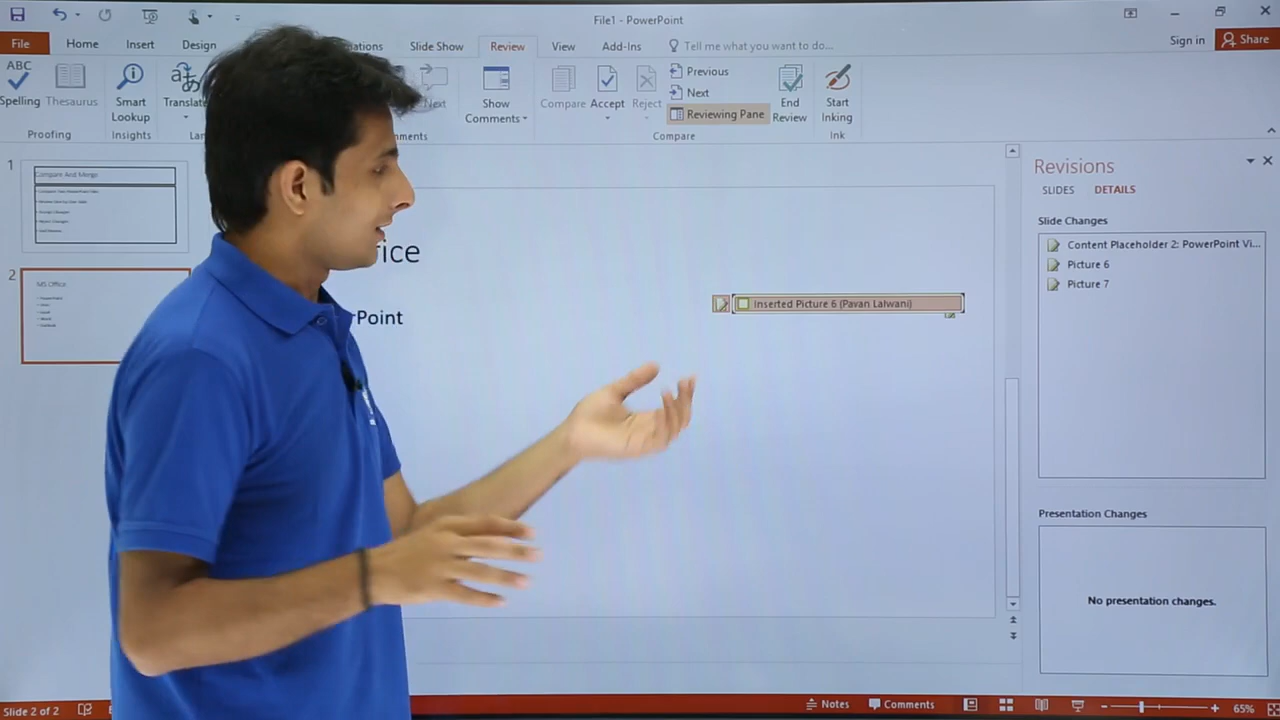 File1 - PowerPoint
File Home Insert Design ations Slide Show Review View Add-Ins Tell me what you want to do... Sign in Share
ABC
Spelling Thesaurus Smart Lookup Translate Next Show Comments Compare Accept Reject Previous Next Reviewing Pane End Review Start Inking
Proofing Insights Lan mments Compare Ink
1
Compare And Merge
2
MS Office
ice
Point
Inserted Picture 6 (Pavan Lalwani)
Revisions
SLIDES DETAILS
Slide Changes
Content Placeholder 2: PowerPoint Vi...
Picture 6
Picture 7
Presentation Changes
No presentation changes.
Slide 2 of 2 Notes Comments 65%